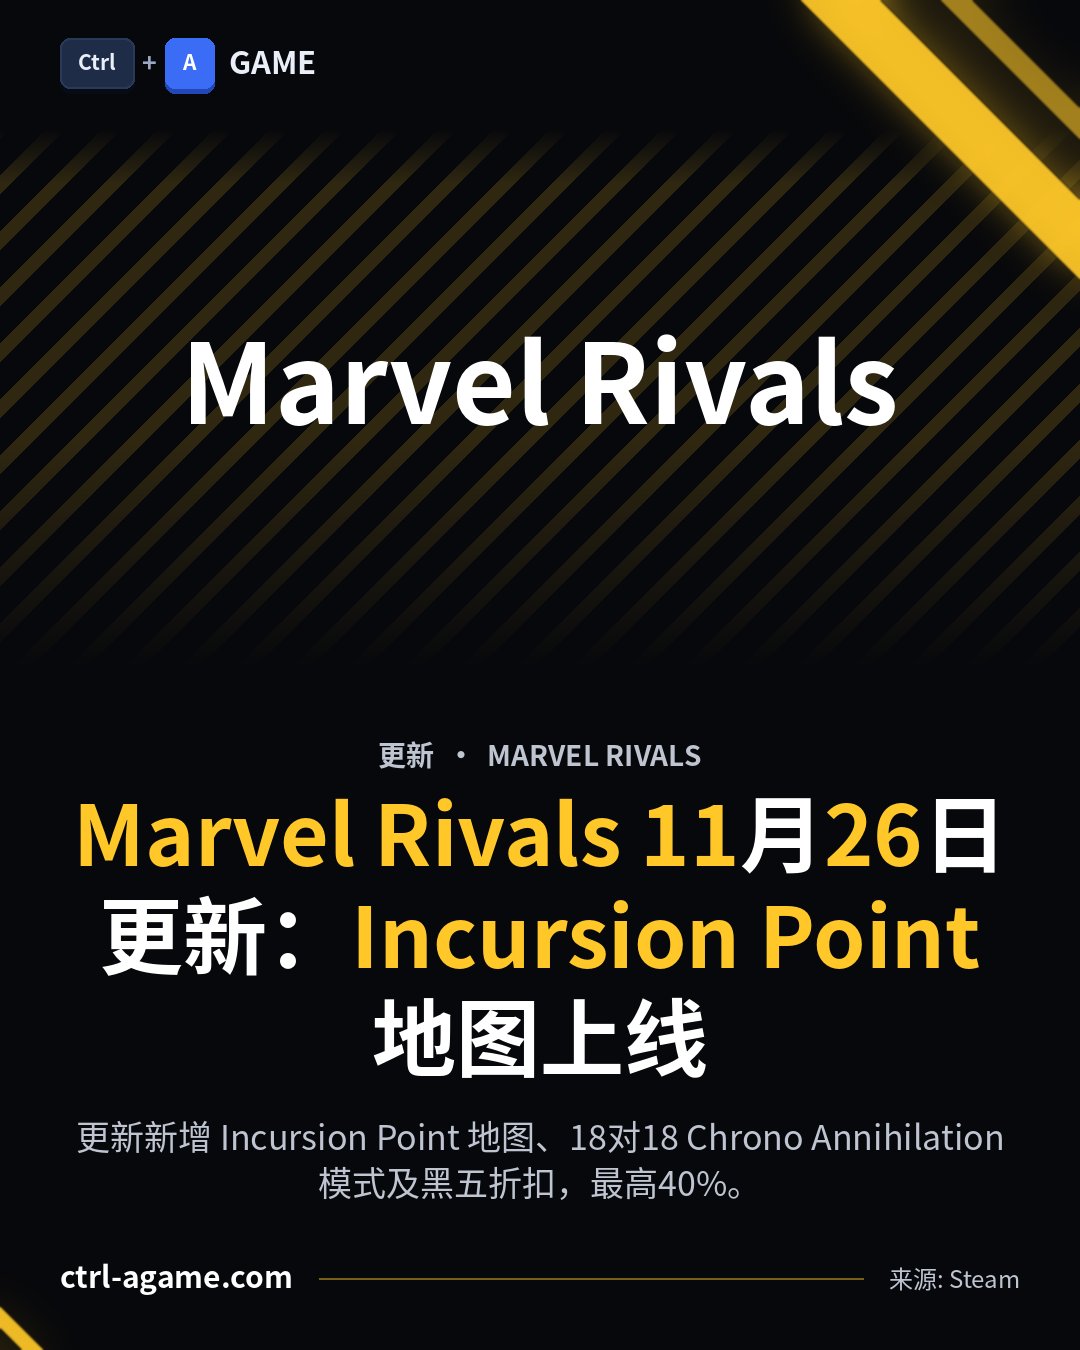 Ctrl + A GAME
Marvel Rivals
更新 • MARVEL RIVALS
Marvel Rivals 11月26日
更新：Incursion Point
地图上线
更新新增 Incursion Point 地图、18对18 Chrono Annihilation
模式及黑五折扣，最高40%。
ctrl-agame.com
来源: Steam